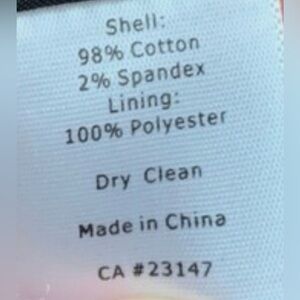 Shell:
98% Cotton
2% Spandex
Lining:
100% Polyester
Dry Clean
Made in China
CA #23147